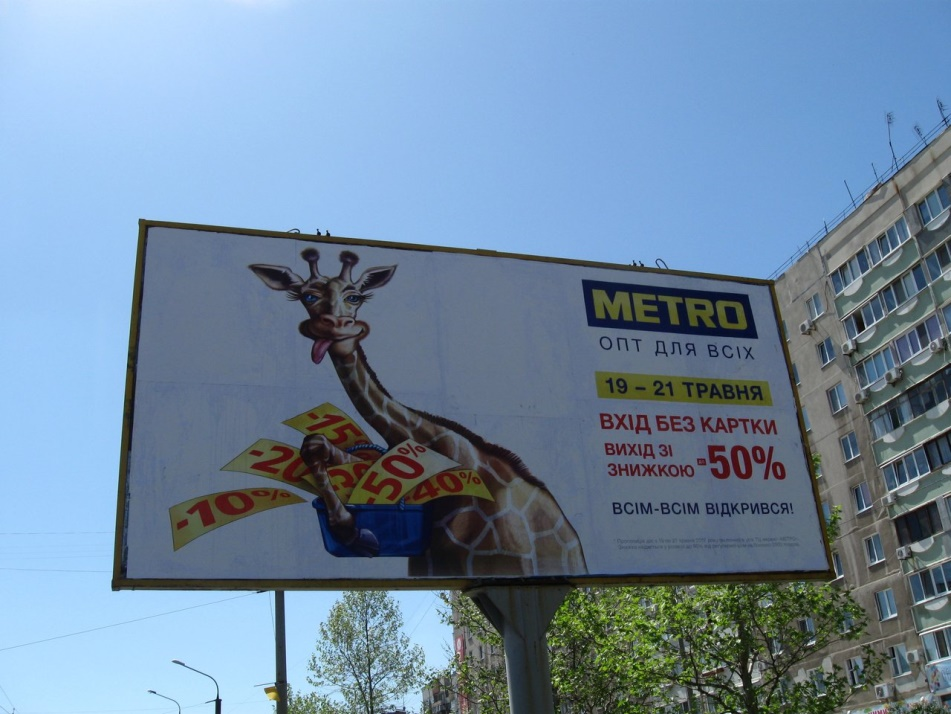 METRO
ОПТ ДЛЯ ВСІХ
19 – 21 ТРАВНЯ
ВХІД БЕЗ КАРТКИ
ВИХІД ЗІ
ЗНИЖКОЮ -50%
ВСІМ-ВСІМ ВІДКРИВСЯ!
-15
-20
-50%
40%
-10%